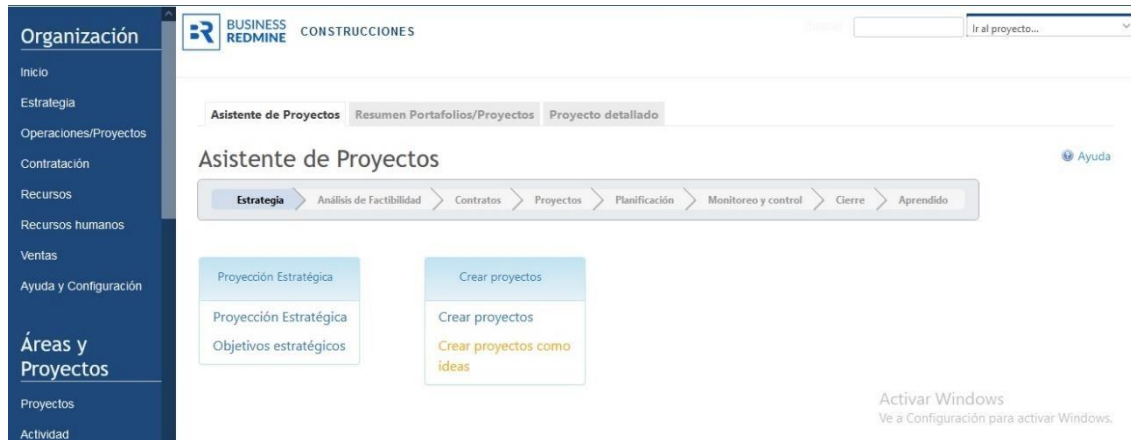 Organización
Inicio
Estrategia
Operaciones/Proyectos
Contratación
Recursos
Recursos humanos
Ventas
Ayuda y Configuración
Áreas y
Proyectos
Proyectos
Actividad
BUSINESS
REDMINE
CONSTRUCCIONES
Ir al proyecto...
Asistente de Proyectos Resumen Portafolios/Proyectos Proyecto detallado
Asistente de Proyectos
Ayuda
Estrategia Análisis de Factibilidad Contratos Proyectos Planificación Monitoreo y control Cierre Aprendido
Proyección Estratégica
Proyección Estratégica
Objetivos estratégicos
Crear proyectos
Crear proyectos
Crear proyectos como
ideas
Activar Windows
Ve a Configuración para activar Windows.